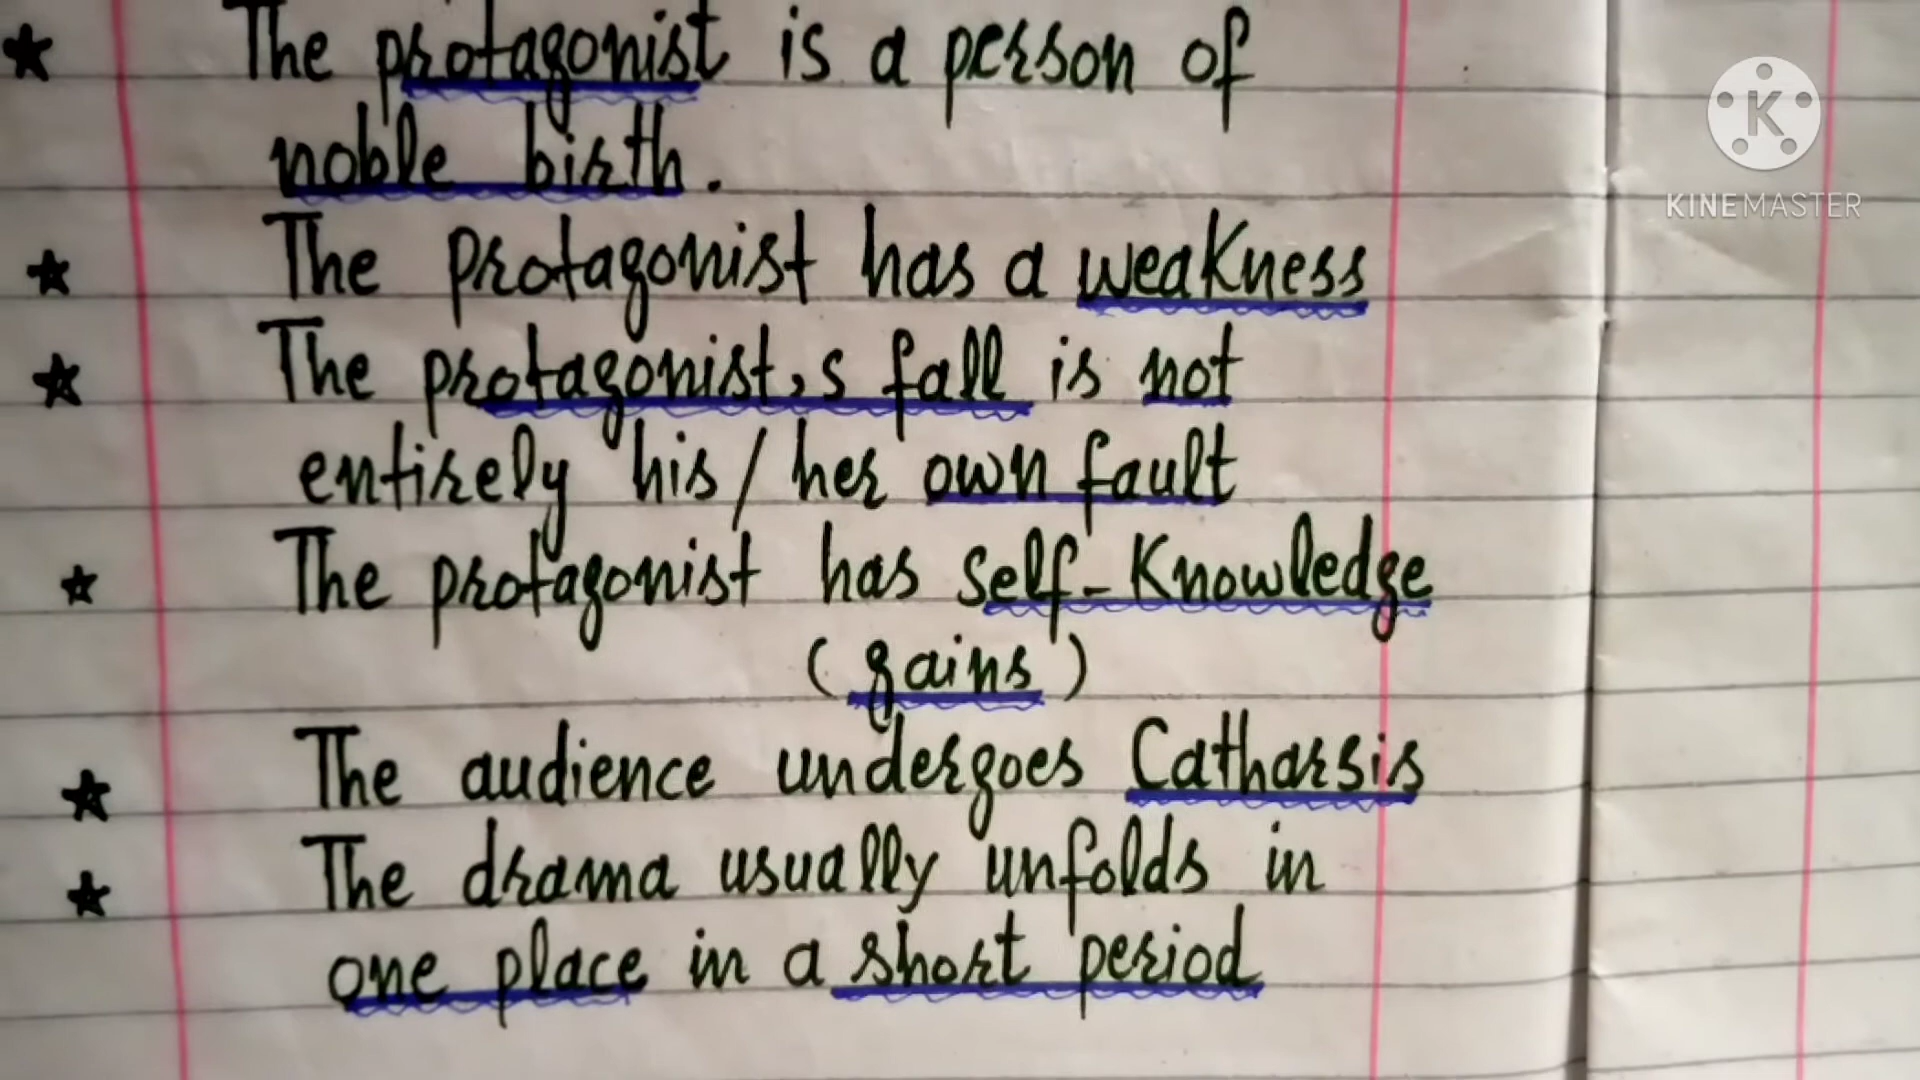 ★ The protagonist is a person of
noble birth.
★ The protagonist has a weakness
★ The protagonist,s fall is not
entirely his/her own fault
★ The protagonist has Self-Knowledge
(gains)
★ The audience undergoes Catharsis
★ The drama usually unfolds in
one place in a short period
K
KINEMASTER